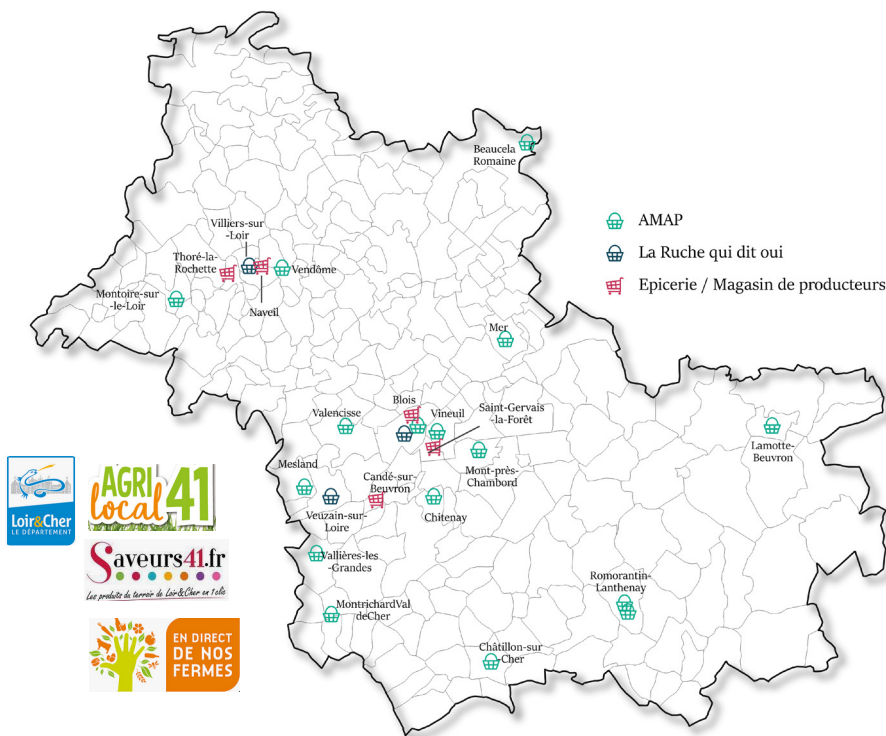 Beaucela
Romaine
AMAP
La Ruche qui dit oui
Epicerie / Magasin de producteurs
Villiers-sur
-Loir
Thoré-la-
Rochette
Vendôme
Montoire-sur
-le-Loir
Naveil
Mer
Blois
Valencisse
Vineuil
Saint-Gervais
-la-Forêt
Lamotte-
Beuvron
Mesland
Candé-sur-
Beuvron
Mont-près-
Chambord
Veuzain-sur-
Loire
Chitenay
Vallières-les
-Grandes
Romorantin-
Lanthenay
MontrichardVal
deCher
Châtillon-sur
Cher
Loir&Cher
LE DÉPARTEMENT
AGRI
local 41
Saveurs41.fr
Les produits du terroir de Loir&Cher en 1 clic
EN DIRECT
DE NOS
FERMES